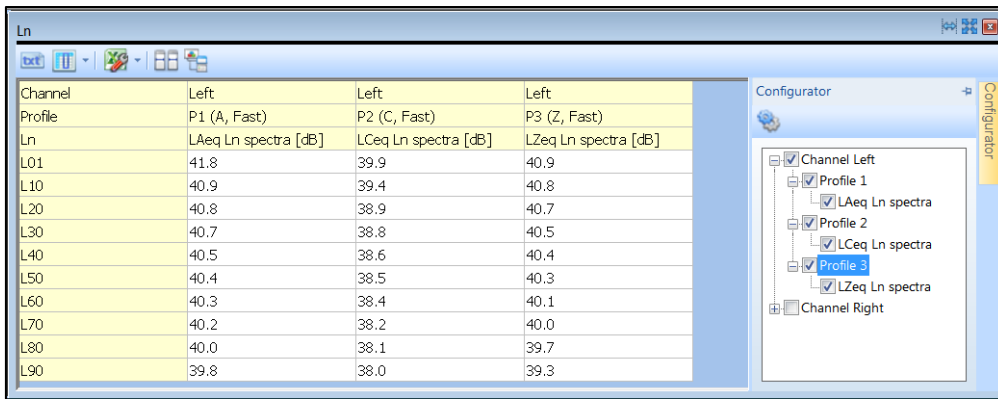 Ln
txt
Channel Left Left Left
Profile P1 (A, Fast) P2 (C, Fast) P3 (Z, Fast)
Ln LAeq Ln spectra [dB] LCeq Ln spectra [dB] LZeq Ln spectra [dB]
L01 41.8 39.9 40.9
L10 40.9 39.4 40.8
L20 40.8 38.9 40.7
L30 40.7 38.8 40.5
L40 40.5 38.6 40.4
L50 40.4 38.5 40.3
L60 40.3 38.4 40.1
L70 40.2 38.2 40.0
L80 40.0 38.1 39.7
L90 39.8 38.0 39.3
Configurator
Channel Left
Profile 1
LAeq Ln spectra
Profile 2
LCeq Ln spectra
Profile 3
LZeq Ln spectra
Channel Right
Configurator